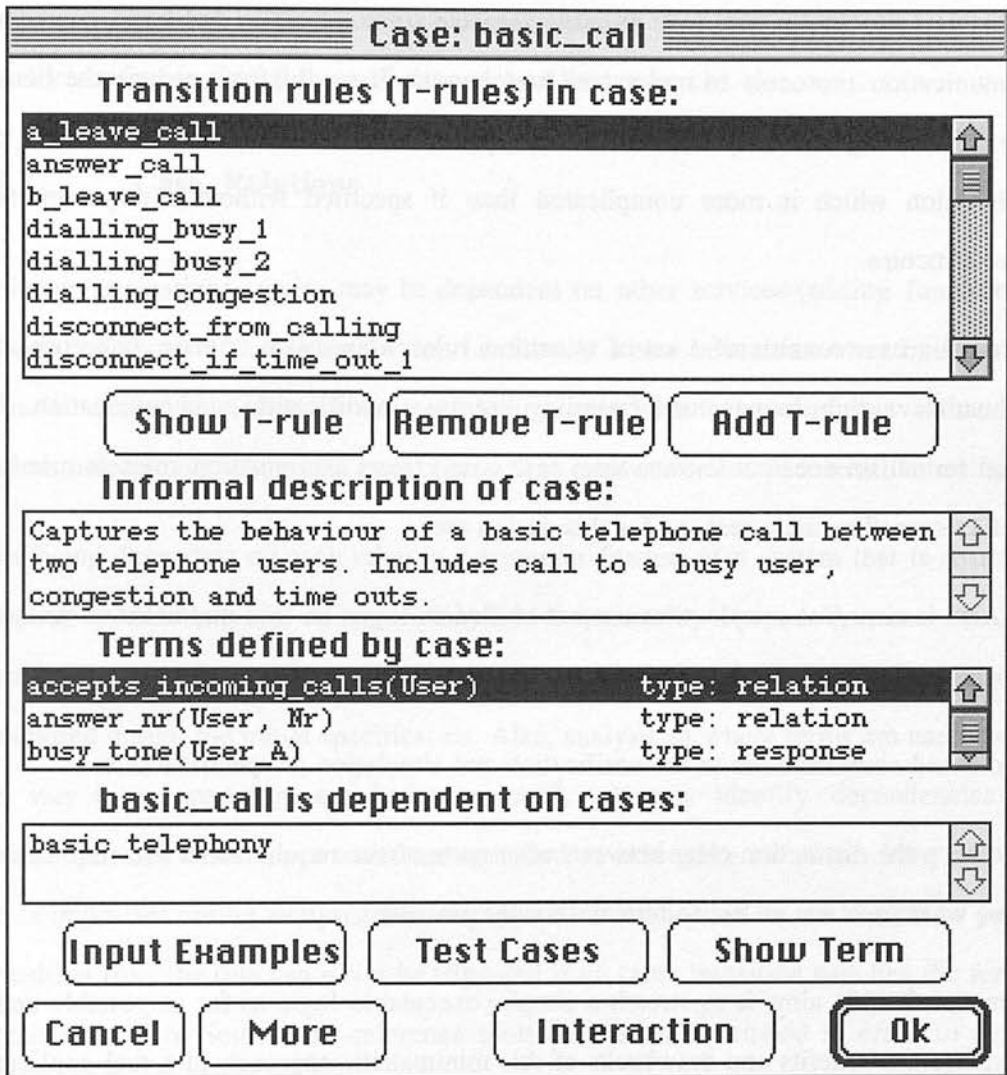 Case: basic_call
Transition rules (T-rules) in case:
a_leave_call
answer_call
b_leave_call
dialling_busy_1
dialling_busy_2
dialling_congestion
disconnect_from_calling
disconnect_if_time_out_1
Show T-rule Remove T-rule Add T-rule
Informal description of case:
Captures the behaviour of a basic telephone call between
two telephone users. Includes call to a busy user,
congestion and time outs.
Terms defined by case:
accepts_incoming_calls(User) type: relation
answer_nr(User, Nr) type: relation
busy_tone(User_A) type: response
basic_call is dependent on cases:
basic_telephony
Input Examples Test Cases Show Term
Cancel More Interaction Ok